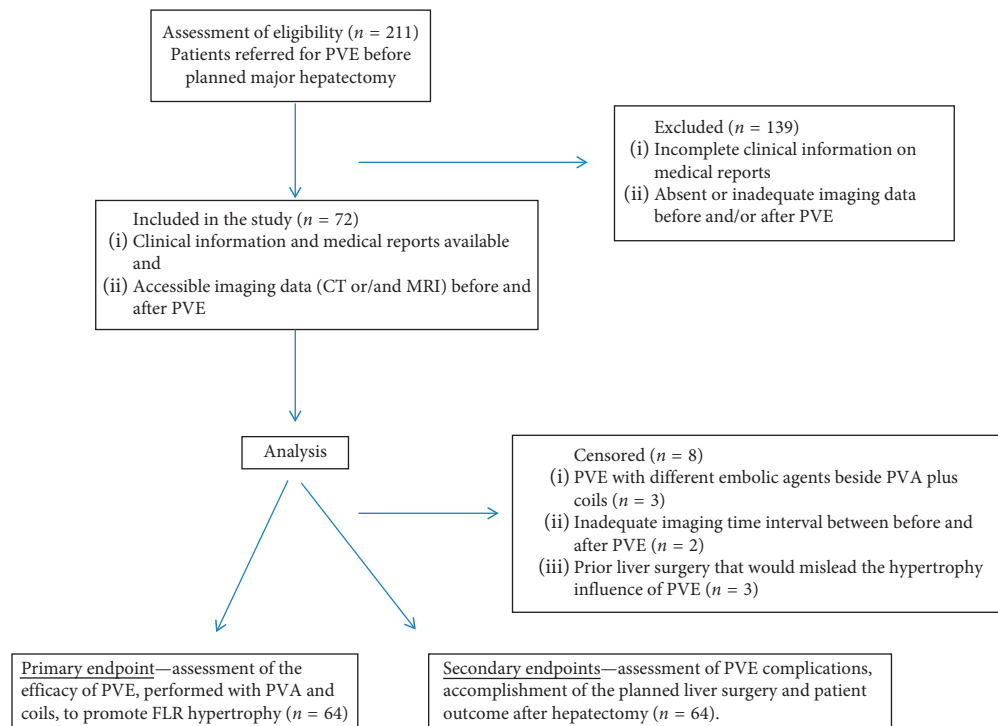 Assessment of eligibility (n = 211)
Patients referred for PVE before
planned major hepatectomy
Excluded (n = 139)
(i) Incomplete clinical information on
medical reports
(ii) Absent or inadequate imaging data
before and/or after PVE
Included in the study (n = 72)
(i) Clinical information and medical reports available
and
(ii) Accessible imaging data (CT or/and MRI) before and
after PVE
Analysis
Censored (n = 8)
(i) PVE with different embolic agents beside PVA plus
coils (n = 3)
(ii) Inadequate imaging time interval between before and
after PVE (n = 2)
(iii) Prior liver surgery that would mislead the hypertrophy
influence of PVE (n = 3)
Primary endpoint—assessment of the
efficacy of PVE, performed with PVA and
coils, to promote FLR hypertrophy (n = 64)
Secondary endpoints—assessment of PVE complications,
accomplishment of the planned liver surgery and patient
outcome after hepatectomy (n = 64).